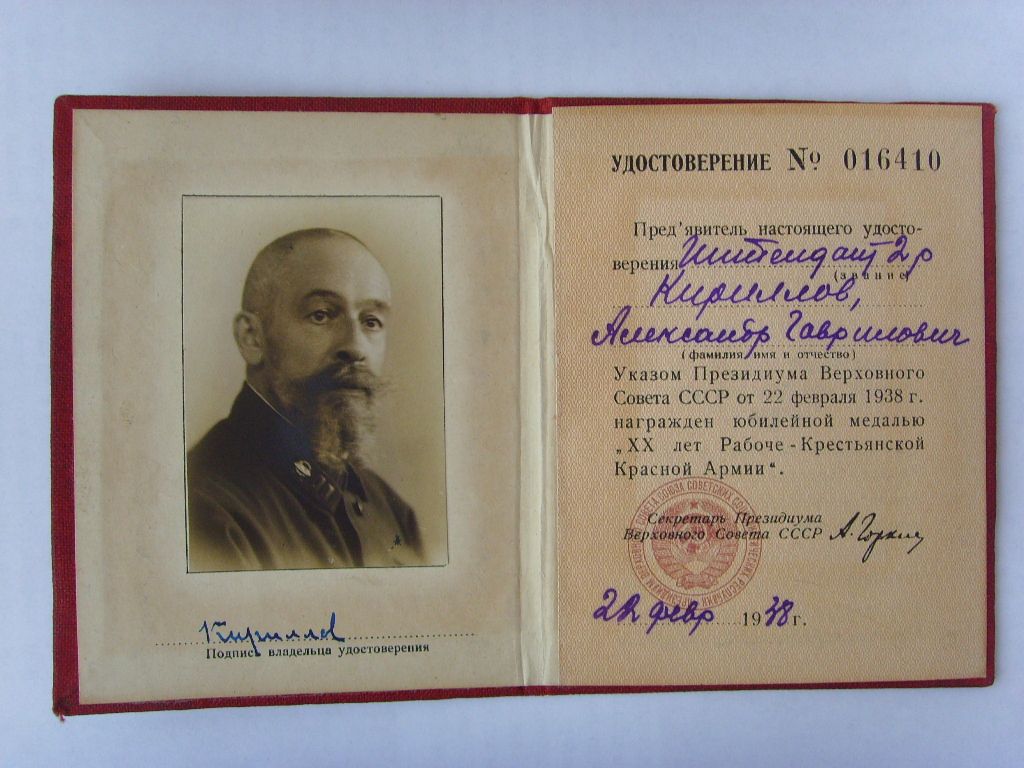 Кириллов
Подпись владельца удостоверения
УДОСТОВЕРЕНИЕ № 016410
Пред'явитель настоящего удосто-
верения Интендант 2 р
(звание)
Кириллов,
Александр Гаврилович
(фамилия, имя и отчество)
Указом Президиума Верховного
Совета СССР от 22 февраля 1938 г.
награжден юбилейной медалью
„XX лет Рабоче-Крестьянской
Красной Армии“.
Секретарь Президиума
Верховного Совета СССР А. Горкин
22 февр 1938 г.